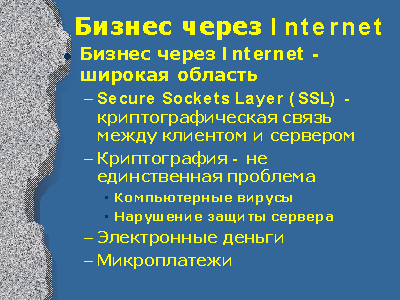 Бизнес через Internet
• Бизнес через Internet -
широкая область
– Secure Sockets Layer (SSL) -
криптографическая связь
между клиентом и сервером
– Криптография - не
единственная проблема
• Компьютерные вирусы
• Нарушение защиты сервера
– Электронные деньги
– Микроплатежи